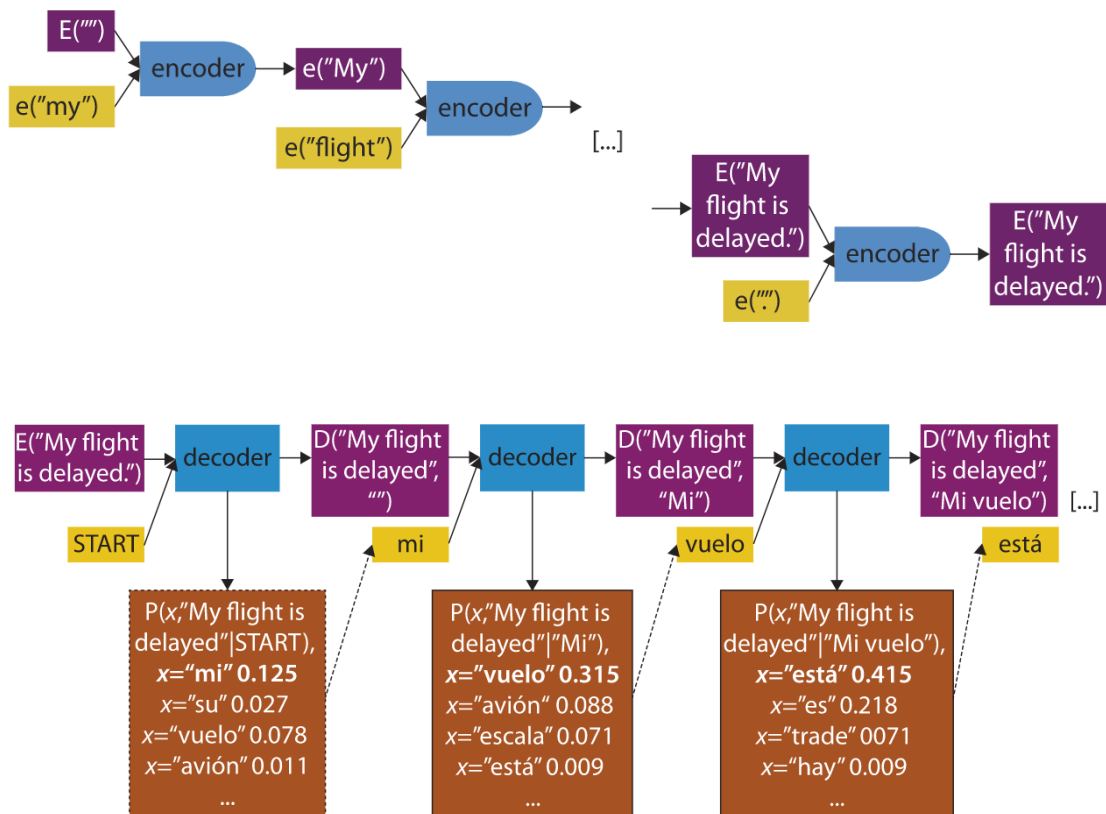 E(””)
encoder
e(”My”)
e(”my”)
encoder
e(”flight”)
[...]
E(”My
flight is
delayed.”)
encoder
E(”My
flight is
delayed.”)
e(”.”)
E(”My flight
is delayed.”)
decoder
D(”My flight
is delayed”,
“”)
decoder
D(”My flight
is delayed”,
“Mi”)
decoder
D(”My flight
is delayed”,
“Mi vuelo”)
[...]
START
mi
vuelo
está
P(x,”My flight is
delayed”|START),
x=“mi” 0.125
x=”su” 0.027
x=“vuelo” 0.078
x=”avión” 0.011
...
P(x,”My flight is
delayed”|”Mi”),
x=”vuelo” 0.315
x=”avión“ 0.088
x=”escala” 0.071
x=”está” 0.009
...
P(x,”My flight is
delayed”|”Mi vuelo”),
x=”está” 0.415
x=”es” 0.218
x=”trade” 0071
x=“hay” 0.009
...